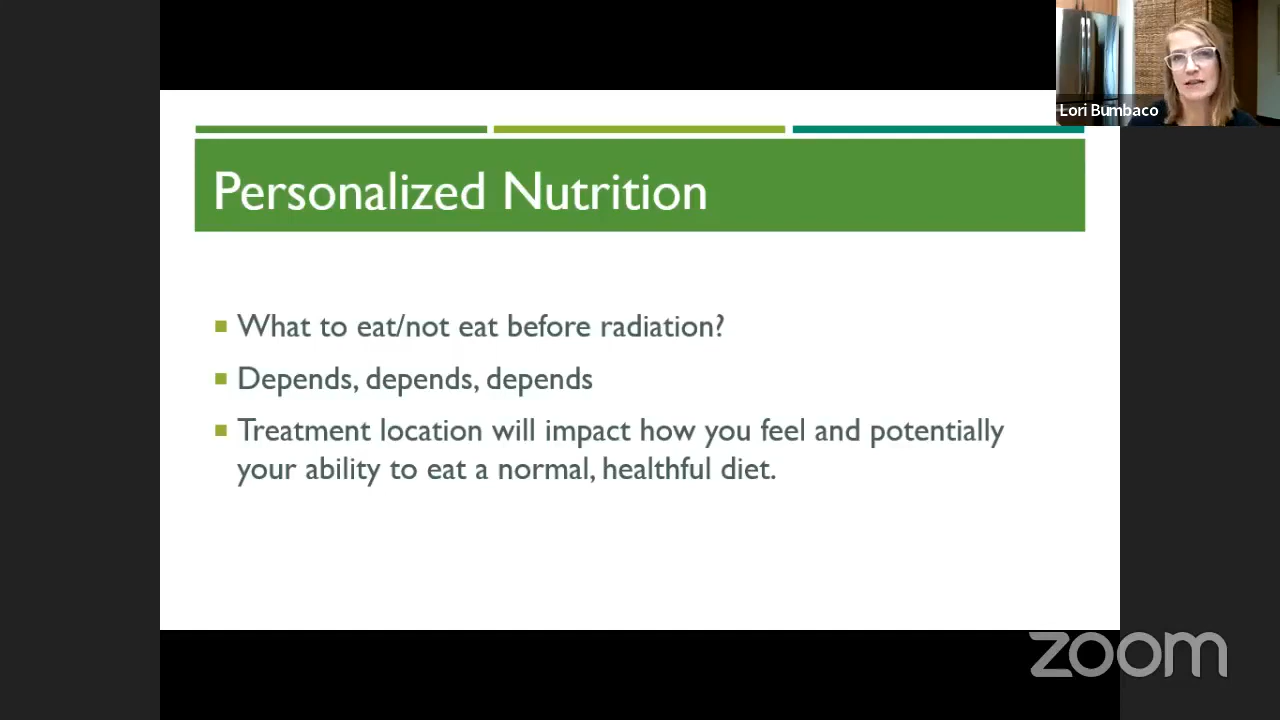 Lori Bumbaco
Personalized Nutrition
What to eat/not eat before radiation?
Depends, depends, depends
Treatment location will impact how you feel and potentially
your ability to eat a normal, healthful diet.
zoom